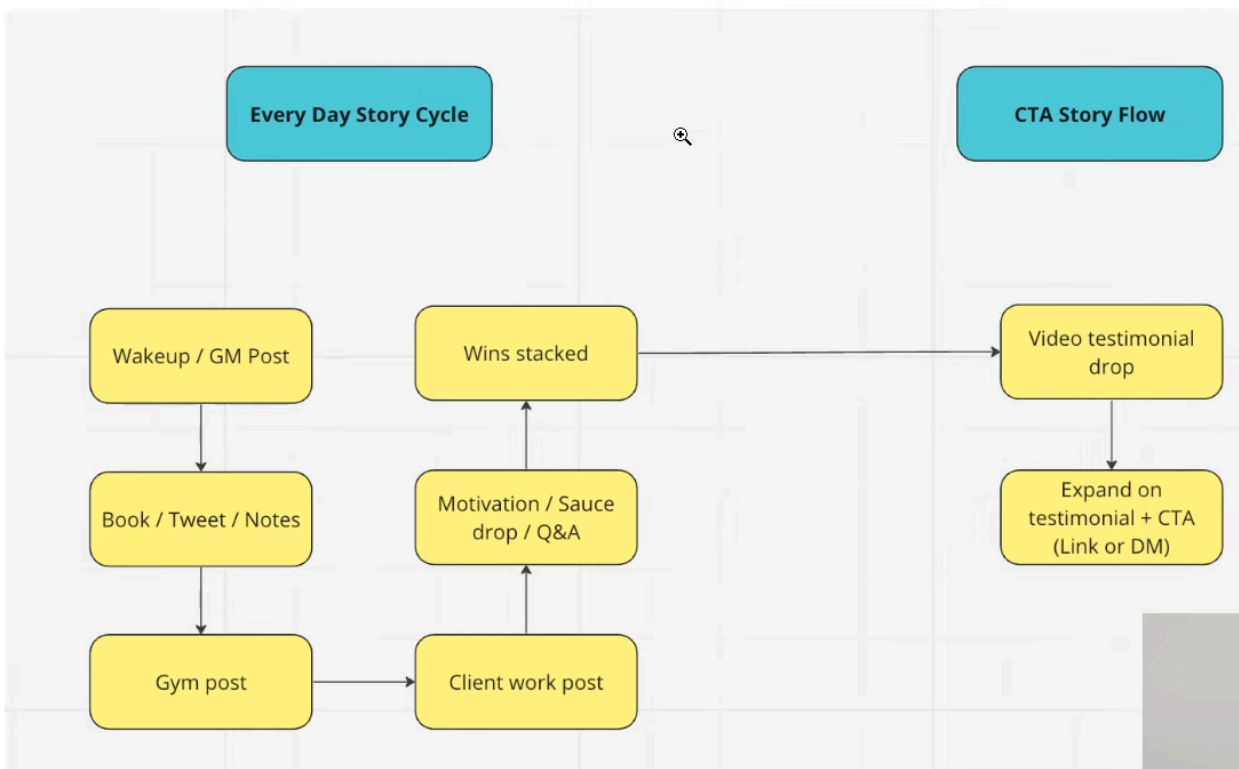 Every Day Story Cycle
CTA Story Flow
Wakeup / GM Post
Book / Tweet / Notes
Gym post
Client work post
Motivation / Sauce
drop / Q&A
Wins stacked
Video testimonial
drop
Expand on
testimonial + CTA
(Link or DM)